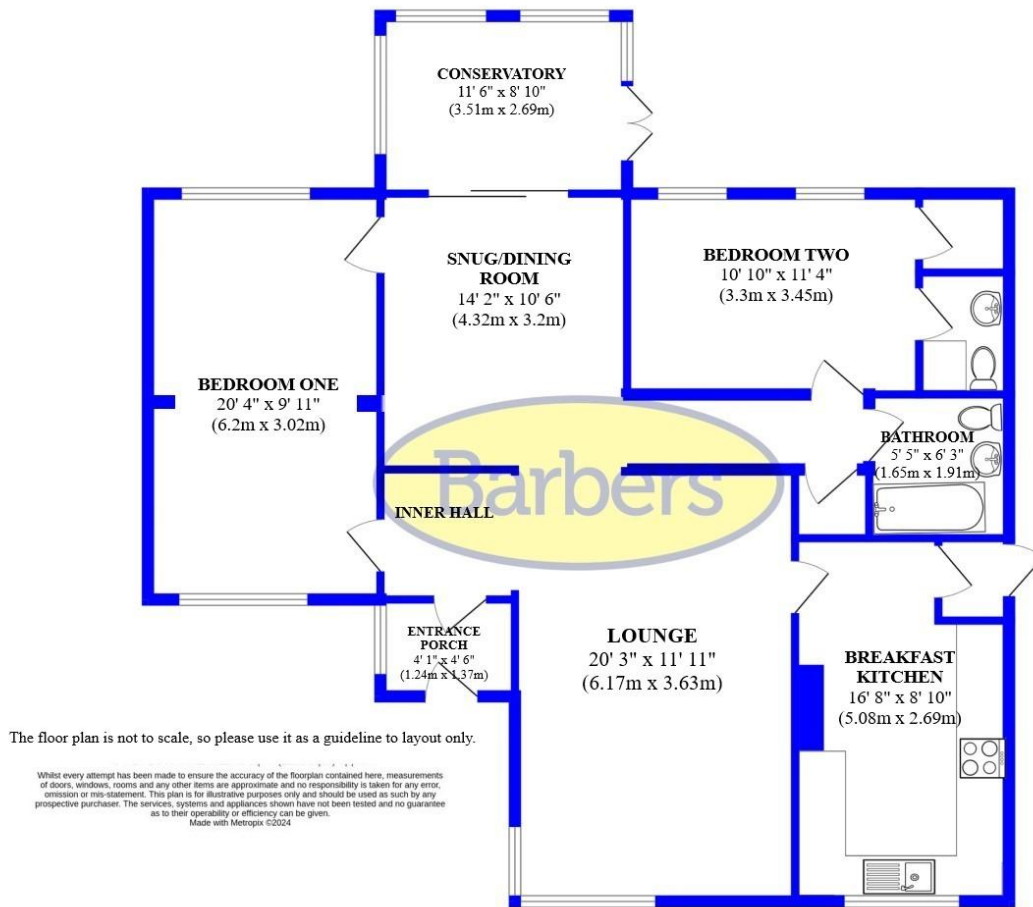 CONSERVATORY
11' 6" x 8' 10"
(3.51m x 2.69m)
SNUG/DINING
ROOM
14' 2" x 10' 6"
(4.32m x 3.2m)
BEDROOM TWO
10' 10" x 11' 4"
(3.3m x 3.45m)
BEDROOM ONE
20' 4" x 9' 11"
(6.2m x 3.02m)
BATHROOM
5' 5" x 6' 3"
(1.65m x 1.91m)
Barbers
INNER HALL
ENTRANCE
PORCH
4' 1" x 4' 6"
(1.24m x 1.37m)
LOUNGE
20' 3" x 11' 11"
(6.17m x 3.63m)
BREAKFAST
KITCHEN
16' 8" x 8' 10"
(5.08m x 2.69m)
The floor plan is not to scale, so please use it as a guideline to layout only.
Whilst every attempt has been made to ensure the accuracy of the floorplan contained here, measurements
of doors, windows, rooms and any other items are approximate and no responsibility is taken for any error,
omission or mis-statement. This plan is for illustrative purposes only and should be used as such by any
prospective purchaser. The services, systems and appliances shown have not been tested and no guarantee
as to their operability or efficiency can be given.
Made with Metropix ©2024